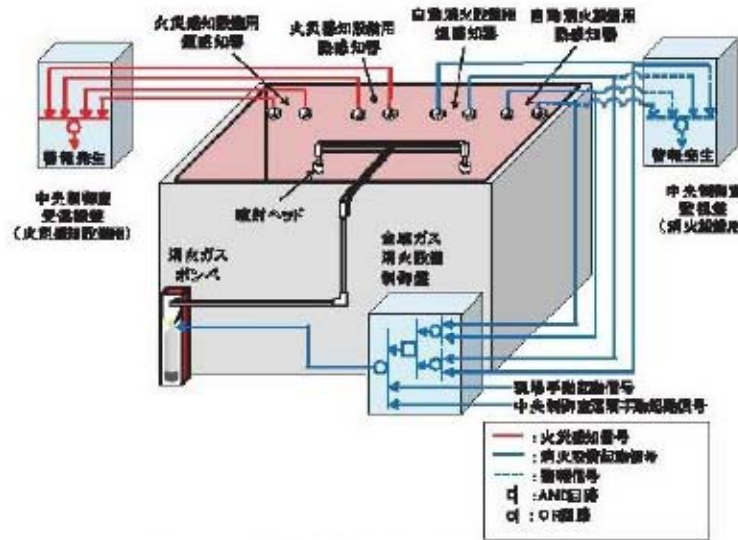 火災感知設備用
煙感知器
火災感知設備用
熱感知器
自動消火設備用
煙感知器
自動消火設備用
熱感知器
警報発生
中央制御室
受信機盤
(火災感知設備用)
警報発生
中央制御室
監視盤
(消火設備用)
噴射ヘッド
消火ガス
ボンベ
全域ガス
消火設備
制御盤
現場手動起動信号
中央制御室遠隔手動起動信号
:火災感知信号
:消火設備起動信号
:警報信号
:AND回路
:OR回路